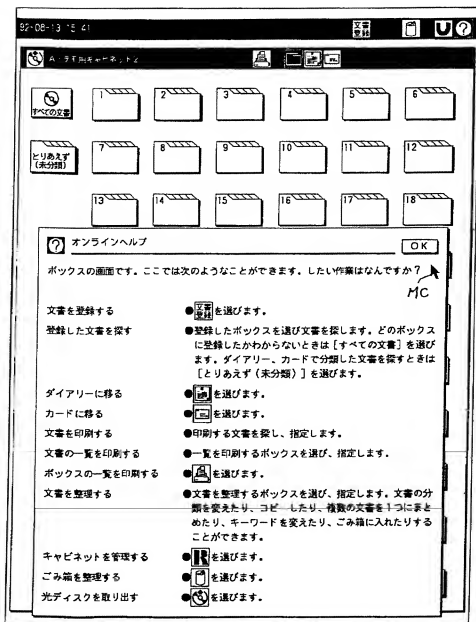 92-08-13 15:41 文書登録
A:デモ用キャビネット2
すべての文書 1 2 3 4 5 6
とりあえず(未分類) 7 8 9 10 11 12
13 14 15 16 17 18
オンラインヘルプ OK
ボックスの画面です。ここでは次のようなことができます。したい作業はなんですか?
MC
文書を登録する ●文書登録を選びます。
登録した文書を探す ●登録したボックスを選び文書を探します。どのボックス
に登録したかわからないときは[すべての文書]を選び
ます。ダイアリー、カードで分類した文書を探すときは
[とりあえず(未分類)]を選びます。
ダイアリーに移る ●を選びます。
カードに移る ●を選びます。
文書を印刷する ●印刷する文書を探し、指定します。
文書の一覧を印刷する ●一覧を印刷するボックスを選び、指定します。
ボックスの一覧を印刷する ●を選びます。
文書を整理する ●文書を整理するボックスを選び、指定します。文書の分
類を変えたり、コピーしたり、複数の文書を1つにまと
めたり、キーワードを変えたり、ごみ箱に入れたりする
ことができます。
キャビネットを管理する ●を選びます。
ごみ箱を整理する ●を選びます。
光ディスクを取り出す ●を選びます。